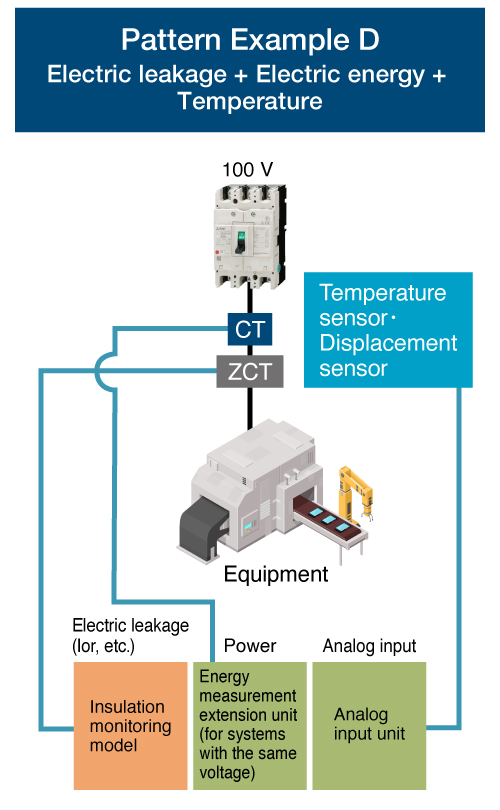 Pattern Example D
Electric leakage + Electric energy +
Temperature
100 V
CT
ZCT
Temperature
sensor・
Displacement
sensor
Equipment
Electric leakage
(Ior, etc.)
Power
Analog input
Insulation
monitoring
model
Energy
measurement
extension unit
(for systems
with the same
voltage)
Analog
input unit